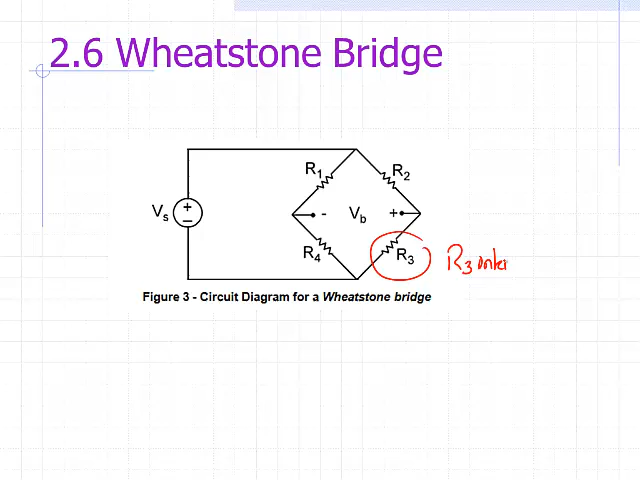 2.6 Wheatstone Bridge
R1
R2
Vs
+
−
- Vb +
R4
R3
R3
Figure 3 - Circuit Diagram for a Wheatstone bridge